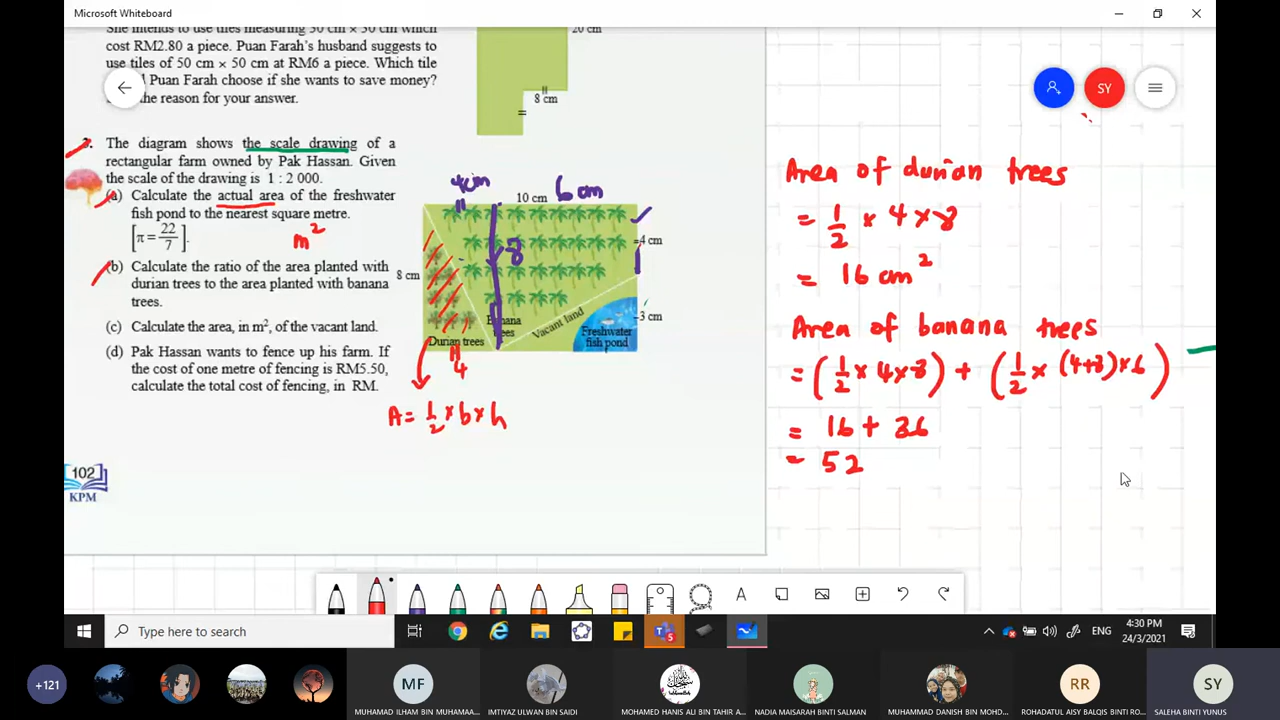 Microsoft Whiteboard
She intends to use tiles measuring 30 cm × 30 cm which
cost RM2.80 a piece. Puan Farah's husband suggests to
use tiles of 50 cm × 50 cm at RM6 a piece. Which tile
Puan Farah choose if she wants to save money?
the reason for your answer.
20 cm
8 cm
The diagram shows the scale drawing of a
rectangular farm owned by Pak Hassan. Given
the scale of the drawing is 1 : 2 000.
(a) Calculate the actual area of the freshwater
fish pond to the nearest square metre.
[π = 22/7].
m²
(b) Calculate the ratio of the area planted with
durian trees to the area planted with banana
trees.
(c) Calculate the area, in m², of the vacant land.
(d) Pak Hassan wants to fence up his farm. If
the cost of one metre of fencing is RM5.50,
calculate the total cost of fencing, in RM.
4cm
10 cm
6 cm
4 cm
8
8 cm
3 cm
Durian trees
Banana
trees
Vacant land
Freshwater
fish pond
4
A = 1/2 × b × h
102
KPM
Area of durian trees
= 1/2 × 4 × 8
= 16 cm²
Area of banana trees
= (1/2 × 4 × 8) + (1/2 × (4+8) × 6)
= 16 + 36
= 52
SY
A
Type here to search
5
ENG
4:30 PM
24/3/2021
+121
MF
RR
SY
MUHAMAD ILHAM BIN MUHAMA...
IMTIYAZ ULWAN BIN SAIDI
MOHAMED HANIS ALI BIN TAHIR A...
NADIA MAISARAH BINTI SALMAN
MUHAMMAD DANISH BIN MOHD...
ROHADATUL AISY BALQIS BINTI RO...
SALEHA BINTI YUNUS